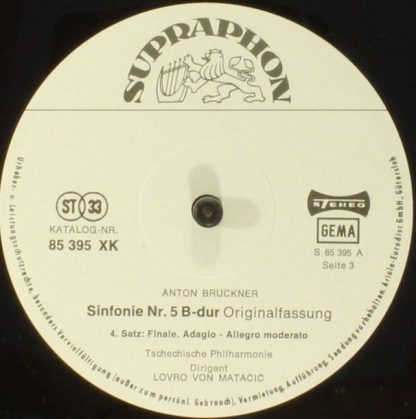 SUPRAPHON
ST 33
KATALOG-NR.
85 395 XK
STEREO
GEMA
S 85 395 A
Seite 3
ANTON BRUCKNER
Sinfonie Nr. 5 B-dur Originalfassung
4. Satz: Finale. Adagio - Allegro moderato
Tschechische Philharmonie
Dirigent
LOVRO VON MATAČIĆ
Urheber- u. Leistungsschutzrechte, besonders Vervielfältigung (außer zum persönl. Gebrauch), Vermietung, Aufführung, Sendung vorbehalten. Ariola-Eurodisc GmbH., Gütersloh